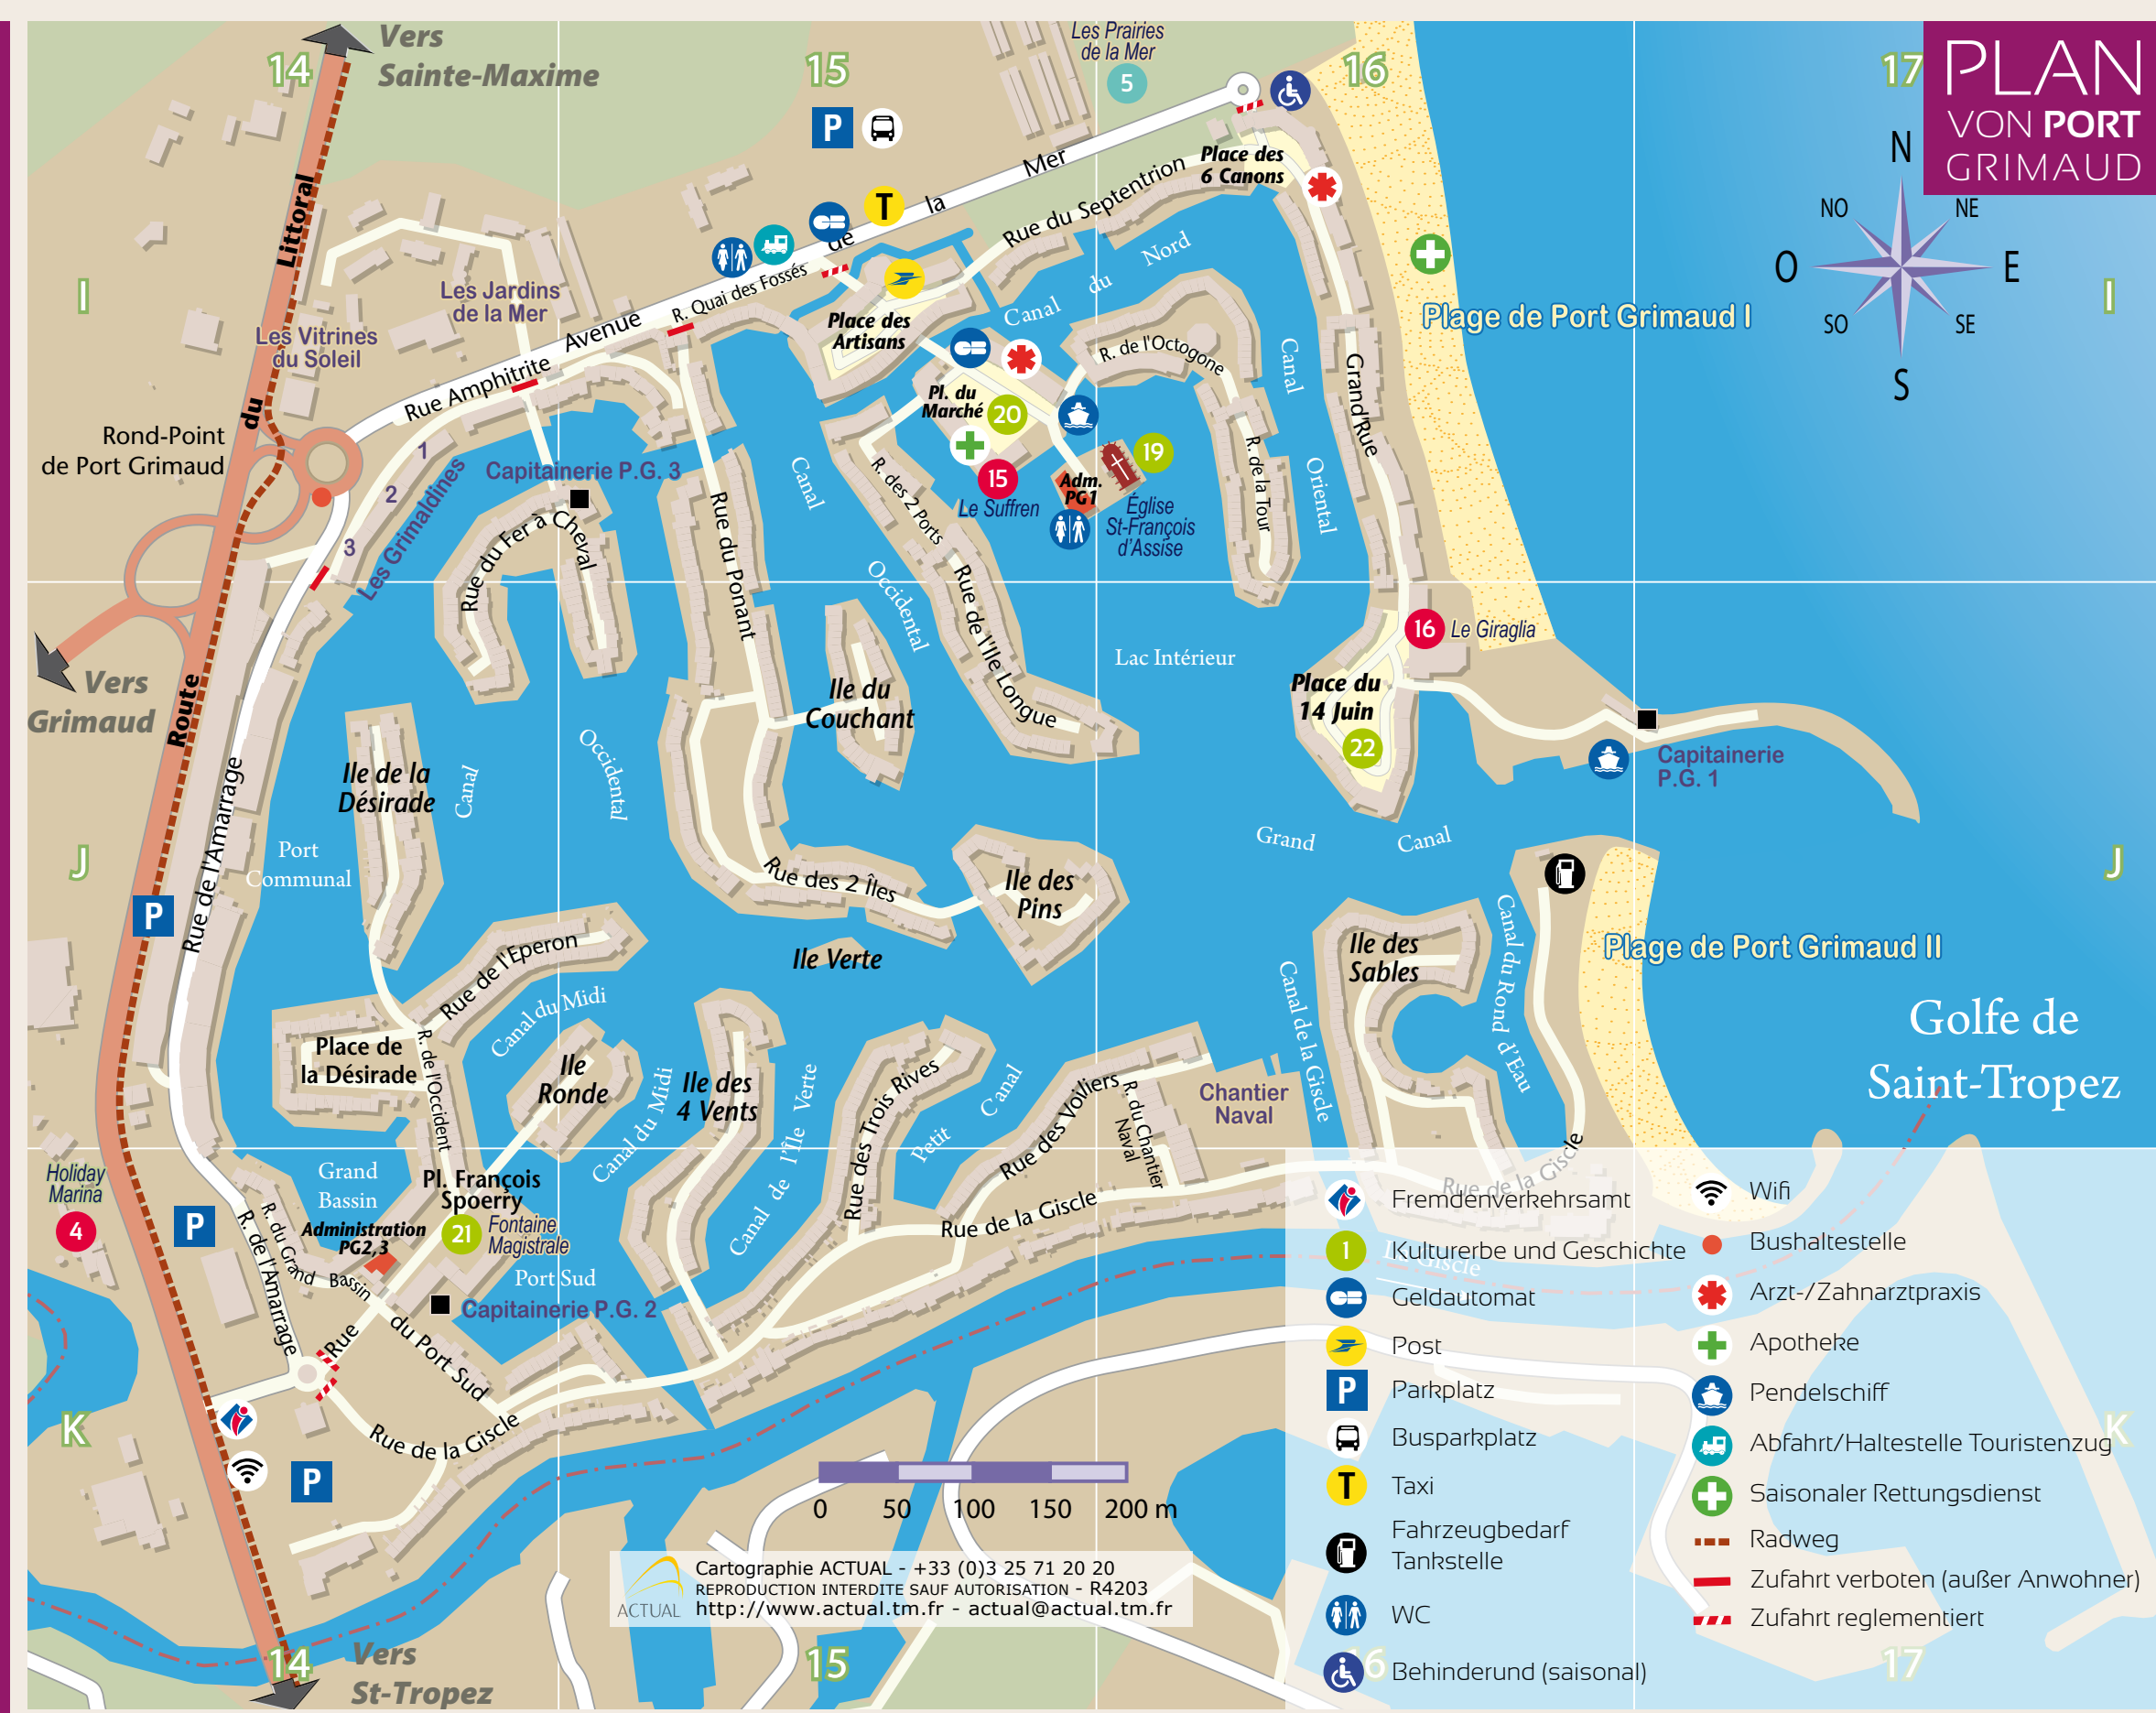 PLAN
VON PORT
GRIMAUD
14
15
16
17
Vers
Sainte-Maxime
Les Prairies
de la Mer
5
P
T
N
NO
NE
O
E
SO
SE
S
I
I
Route du Littoral
Avenue de la Mer
Place des
6 Canons
Rue du Septentrion
R. Quai des Fossés
Canal du Nord
Les Jardins
de la Mer
Les Vitrines
du Soleil
Place des
Artisans
Plage de Port Grimaud I
R. de l'Octogone
Canal Oriental
Grand'Rue
Rue Amphitrite
Pl. du
Marché
20
19
15
Le Suffren
Adm.
PG1
Église
St-François
d'Assise
R. de la Tour
Rond-Point
de Port Grimaud
1
2
3
Les Grimaldines
Capitainerie P.G. 3
Rue du Fer à Cheval
Rue du Ponant
Canal Occidental
R. des 2 Ports
Rue de l'Ile Longue
Vers
Grimaud
Lac Intérieur
16
Le Giraglia
Place du
14 Juin
22
Ile du
Couchant
Capitainerie
P.G. 1
Ile de la
Désirade
Canal
Occidental
Port
Communal
Rue de l'Amarrage
Grand Canal
J
J
P
Rue des 2 Îles
Ile des
Pins
Ile Verte
Rue de l'Eperon
Canal du Midi
Ile des
Sables
Canal du Rond d'Eau
Canal de la Giscle
Plage de Port Grimaud II
Golfe de
Saint-Tropez
Place de
la Désirade
R. de l'Occident
Ile
Ronde
Canal du Midi
Ile des
4 Vents
Canal de l'Île Verte
Rue des Trois Rives
Petit Canal
Rue des Voiliers
R. du Chantier
Naval
Chantier
Naval
Rue de la Giscle
Holiday
Marina
4
P
Grand
Bassin
Pl. François
Spoerry
Administration
PG2,3
21
Fontaine
Magistrale
Port Sud
Capitainerie P.G. 2
R. du Grand Bassin
R. de l'Amarrage
Rue du Port Sud
Rue de la Giscle
Rue de la Giscle
Giscle
K
K
P
0
50
100
150
200 m
ACTUAL
Cartographie ACTUAL - +33 (0)3 25 71 20 20
REPRODUCTION INTERDITE SAUF AUTORISATION - R4203
http://www.actual.tm.fr - actual@actual.tm.fr
Vers
St-Tropez
14
15
16
17
Fremdenverkehrsamt
1
Kulturerbe und Geschichte
Geldautomat
Post
P
Parkplatz
Busparkplatz
T
Taxi
Fahrzeugbedarf
Tankstelle
WC
Behinderund (saisonal)
Wifi
Bushaltestelle
Arzt-/Zahnarztpraxis
Apotheke
Pendelschiff
Abfahrt/Haltestelle Touristenzug
Saisonaler Rettungsdienst
Radweg
Zufahrt verboten (außer Anwohner)
Zufahrt reglementiert